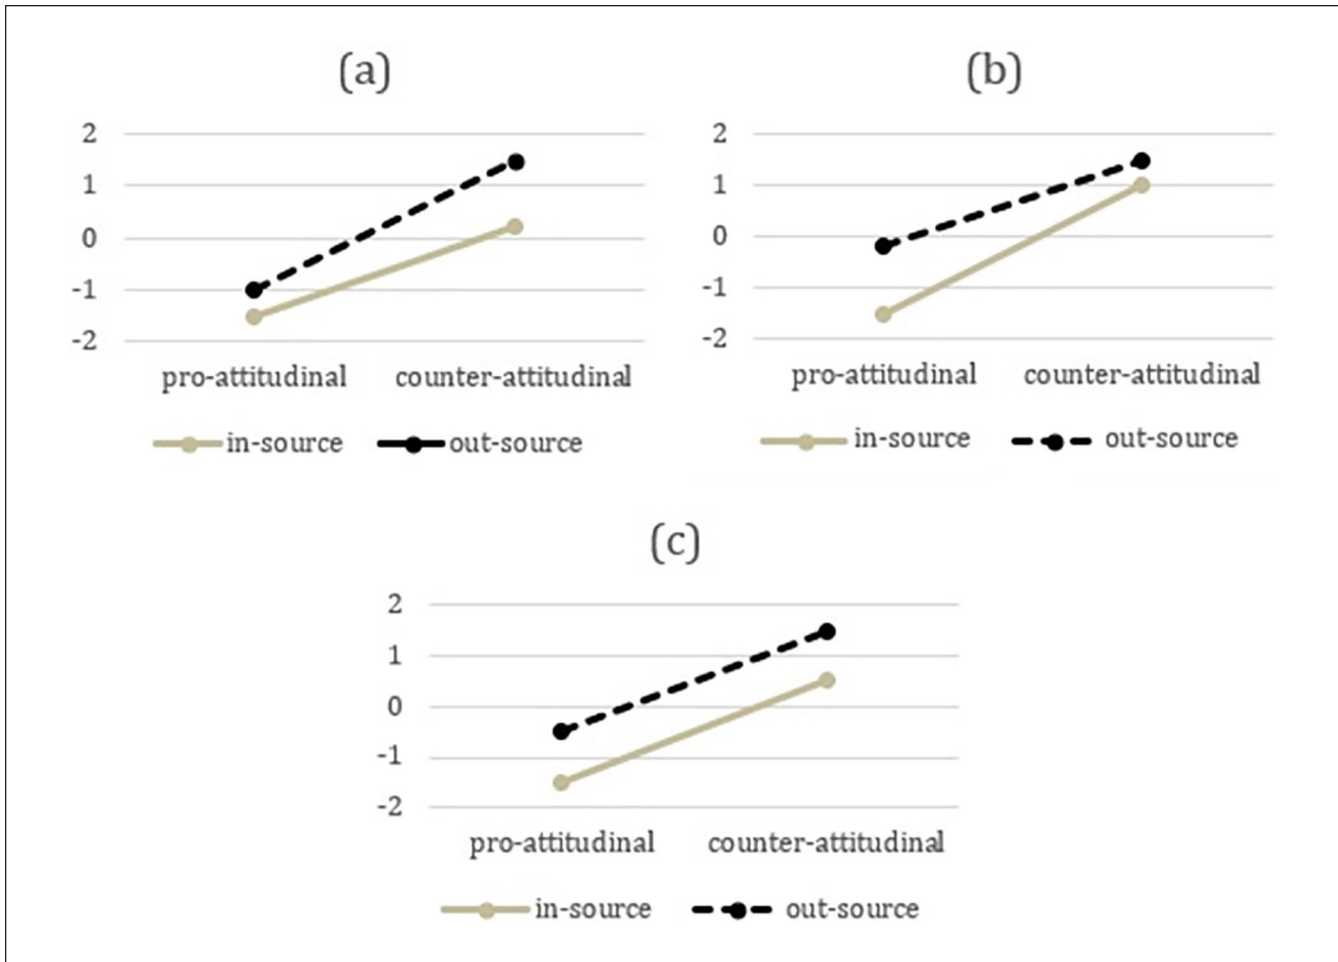 (a)
2
1
0
-1
-2
pro-attitudinal counter-attitudinal
in-source out-source
(b)
2
1
0
-1
-2
pro-attitudinal counter-attitudinal
in-source out-source
(c)
2
1
0
-1
-2
pro-attitudinal counter-attitudinal
in-source out-source